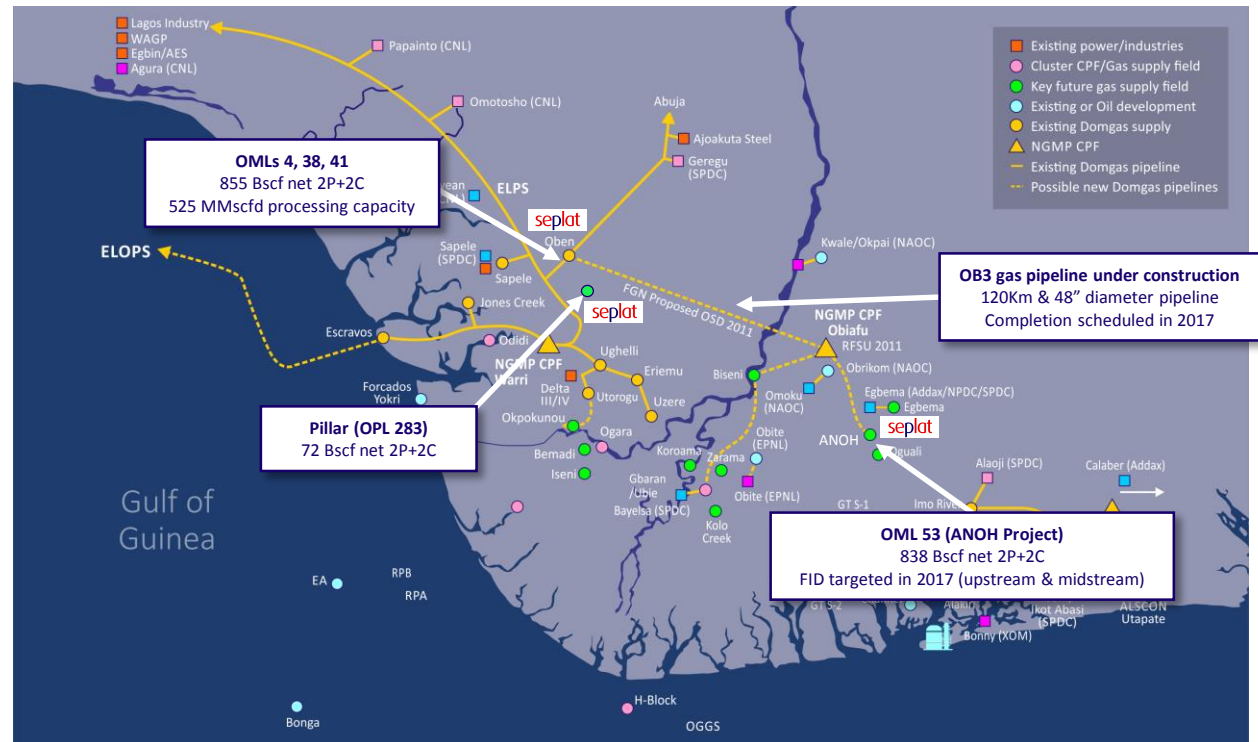 Lagos Industry
WAGP
Egbin/AES
Agura (CNL)
Papainto (CNL)
Omotosho (CNL)
Abuja
Ajoakuta Steel
Geregu
(SPDC)
Existing power/industries
Cluster CPF/Gas supply field
Key future gas supply field
Existing or Oil development
Existing Domgas supply
NGMP CPF
Existing Domgas pipeline
Possible new Domgas pipelines
OMLs 4, 38, 41
855 Bscf net 2P+2C
525 MMscfd processing capacity
ELPS
seplat
Oben
ELOPS
Sapele
(SPDC)
Sapele
Kwale/Okpai (NAOC)
OB3 gas pipeline under construction
120Km & 48” diameter pipeline
Completion scheduled in 2017
FGN Proposed OSD 2011
Jones Creek
seplat
Escravos
Odidi
NGMP CPF
Warri
Ughelli
Eriemu
NGMP CPF
Obiafu
RFSU 2011
Obrikom (NAOC)
Delta
III/IV
Utorogu
Uzere
Biseni
Omoku
(NAOC)
Egbema (Addax/NPDC/SPDC)
Egbema
Forcados
Yokri
Okpokunou
Ogara
seplat
ANOH
Oguali
Pillar (OPL 283)
72 Bscf net 2P+2C
Bemadi
Iseni
Koroama
Zarama
Obite
(EPNL)
Gbaran
/Ubie
Bayelsa (SPDC)
Obite (EPNL)
Kolo
Creek
Alaoji (SPDC)
Calaber (Addax)
GT S-1
Gulf of
Guinea
OML 53 (ANOH Project)
838 Bscf net 2P+2C
FID targeted in 2017 (upstream & midstream)
EA
RPB
RPA
GT S-2
Ikot Abasi
(SPDC)
ALSCON
Utapate
Bonny (XOM)
Bonga
H-Block
OGGS